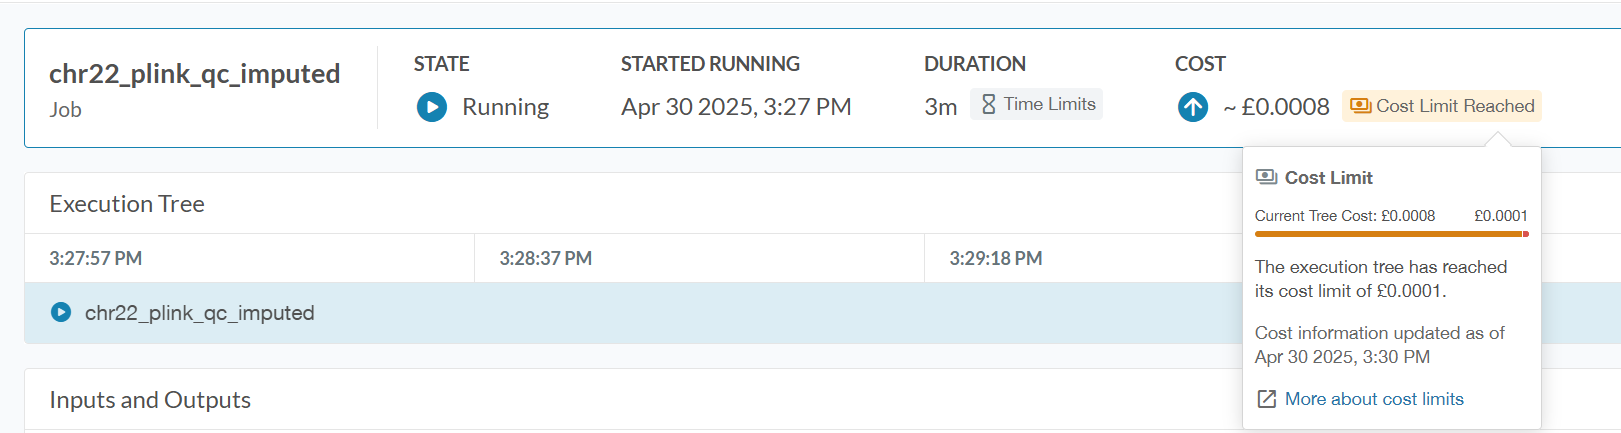 chr22_plink_qc_imputed
Job
STATE
Running
STARTED RUNNING
Apr 30 2025, 3:27 PM
DURATION
3m Time Limits
COST
~ £0.0008 Cost Limit Reached
Cost Limit
Current Tree Cost: £0.0008 £0.0001
The execution tree has reached
its cost limit of £0.0001.
Cost information updated as of
Apr 30 2025, 3:30 PM
More about cost limits
Execution Tree
3:27:57 PM 3:28:37 PM 3:29:18 PM
chr22_plink_qc_imputed
Inputs and Outputs